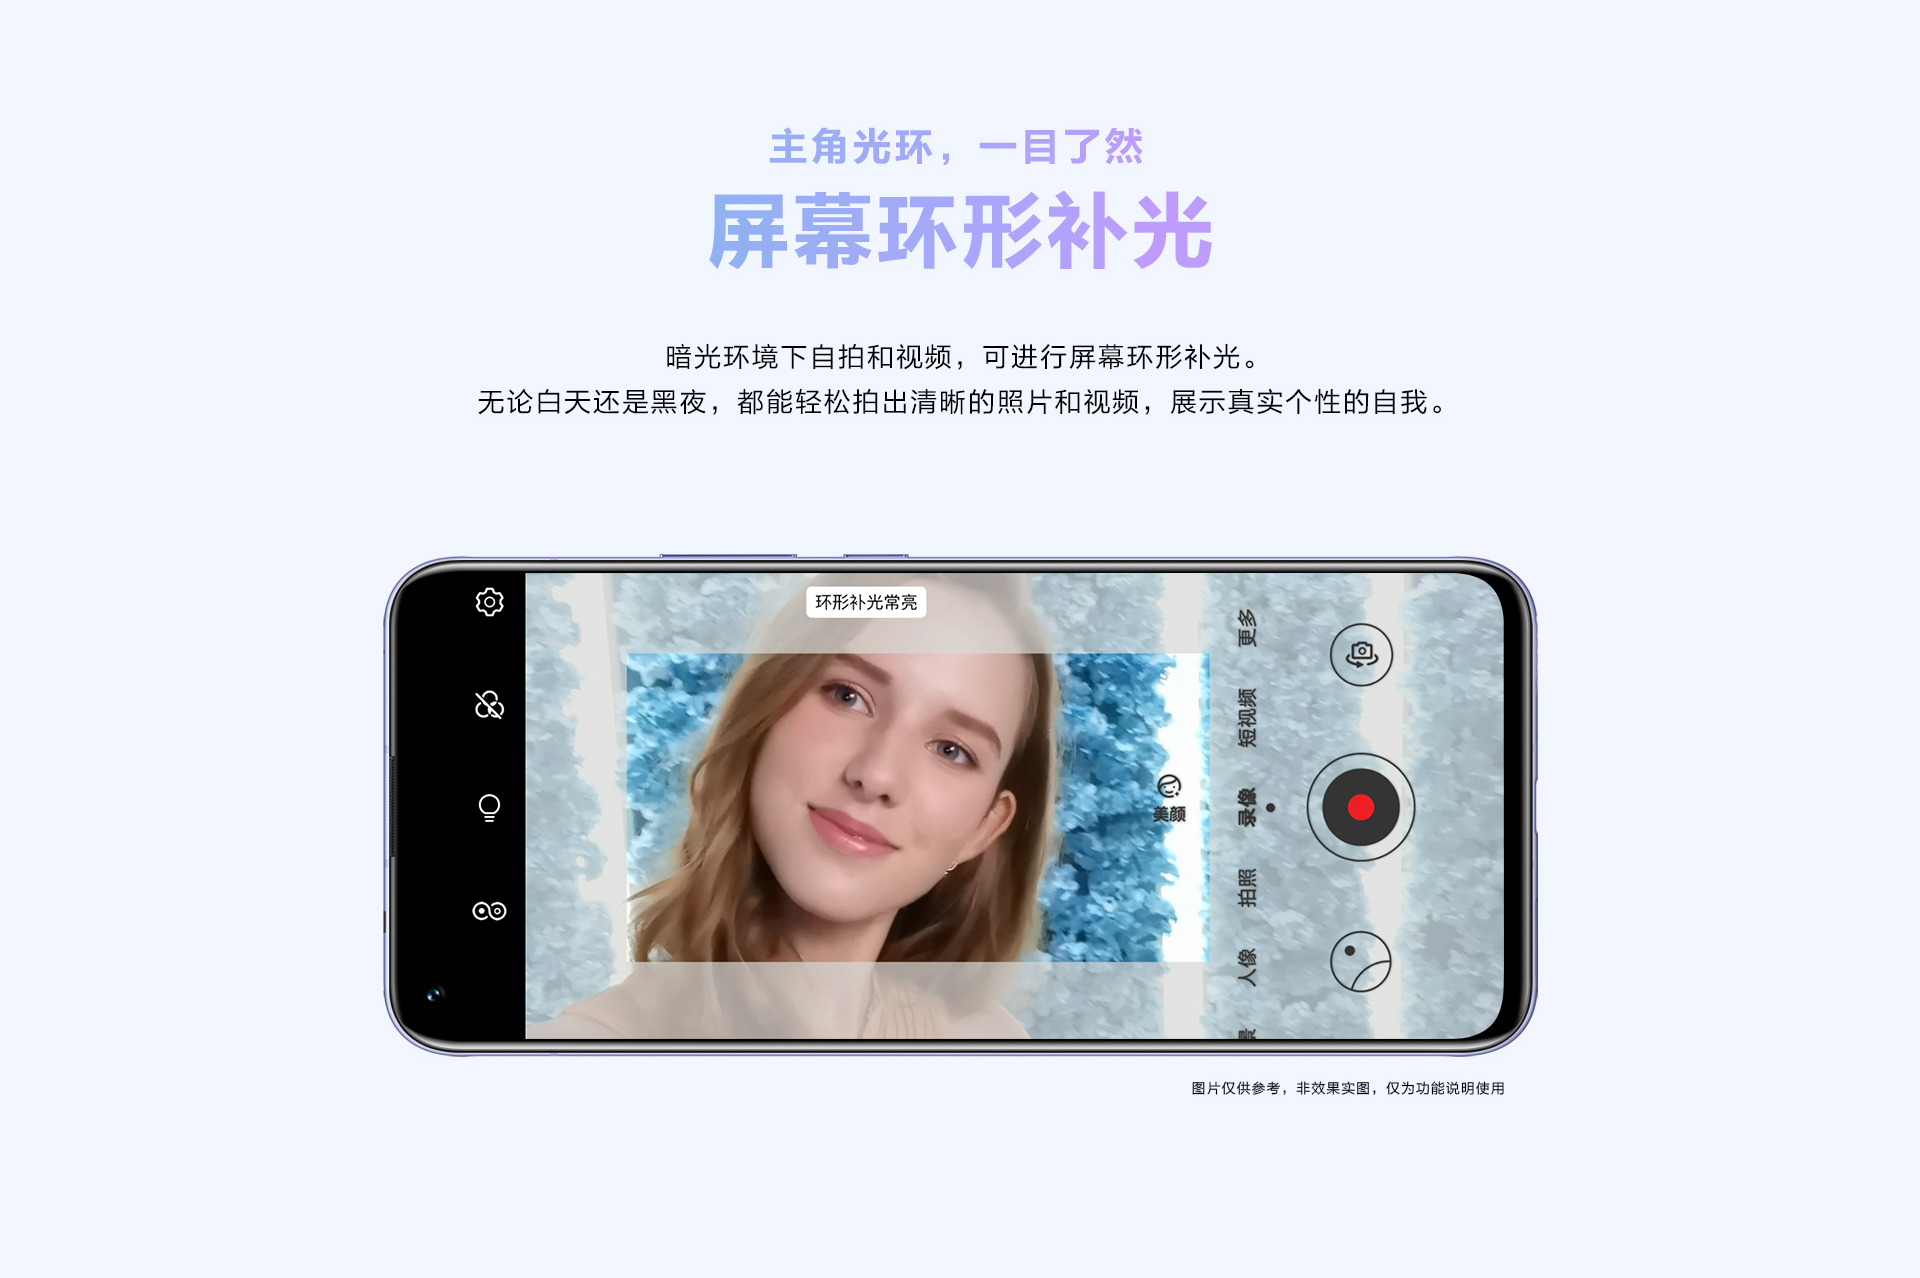 主角光环，一目了然
屏幕环形补光
暗光环境下自拍和视频，可进行屏幕环形补光。
无论白天还是黑夜，都能轻松拍出清晰的照片和视频，展示真实个性的自我。
环形补光常亮
美颜
更多
短视频
录像
拍照
人像
图片仅供参考，非效果实图，仅为功能说明使用